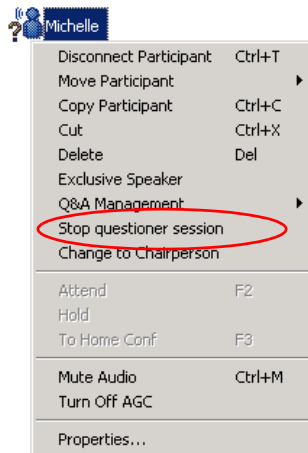 Michelle
Disconnect Participant Ctrl+T
Move Participant
Copy Participant Ctrl+C
Cut Ctrl+X
Delete Del
Exclusive Speaker
Q&A Management
Stop questioner session
Change to Chairperson
Attend F2
Hold
To Home Conf F3
Mute Audio Ctrl+M
Turn Off AGC
Properties...